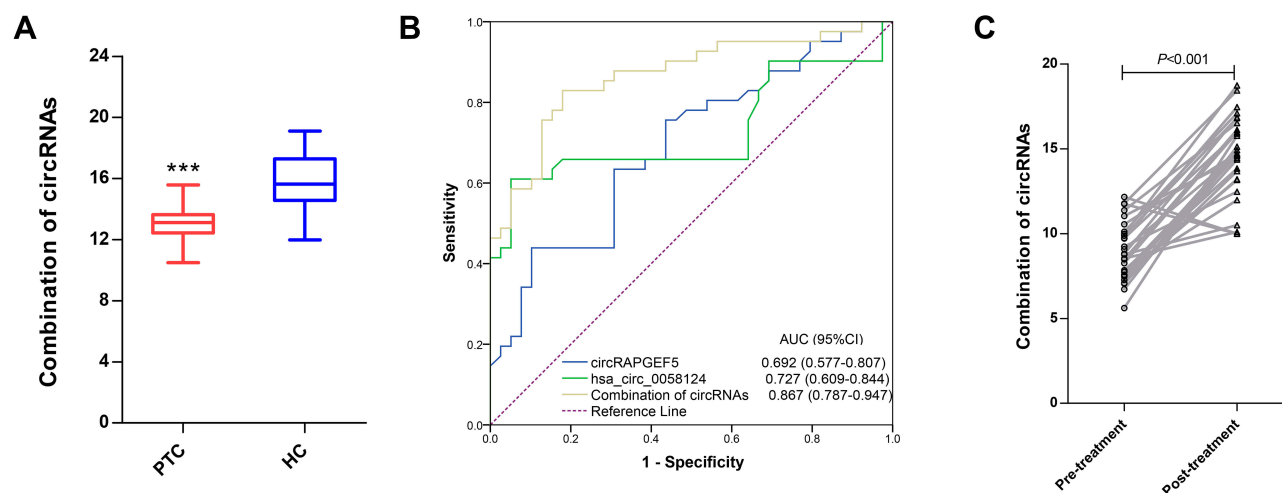 A
Combination of circRNAs
24
20
16
12
8
4
0
***
PTC
HC
B
Sensitivity
1.0
0.8
0.6
0.4
0.2
0.0
0.0
0.2
0.4
0.6
0.8
1.0
1 - Specificity
AUC (95%CI)
circRAPGEF5 0.692 (0.577-0.807)
hsa_circ_0058124 0.727 (0.609-0.844)
Combination of circRNAs 0.867 (0.787-0.947)
Reference Line
C
Combination of circRNAs
20
15
10
5
0
P<0.001
Pre-treatment
Post-treatment